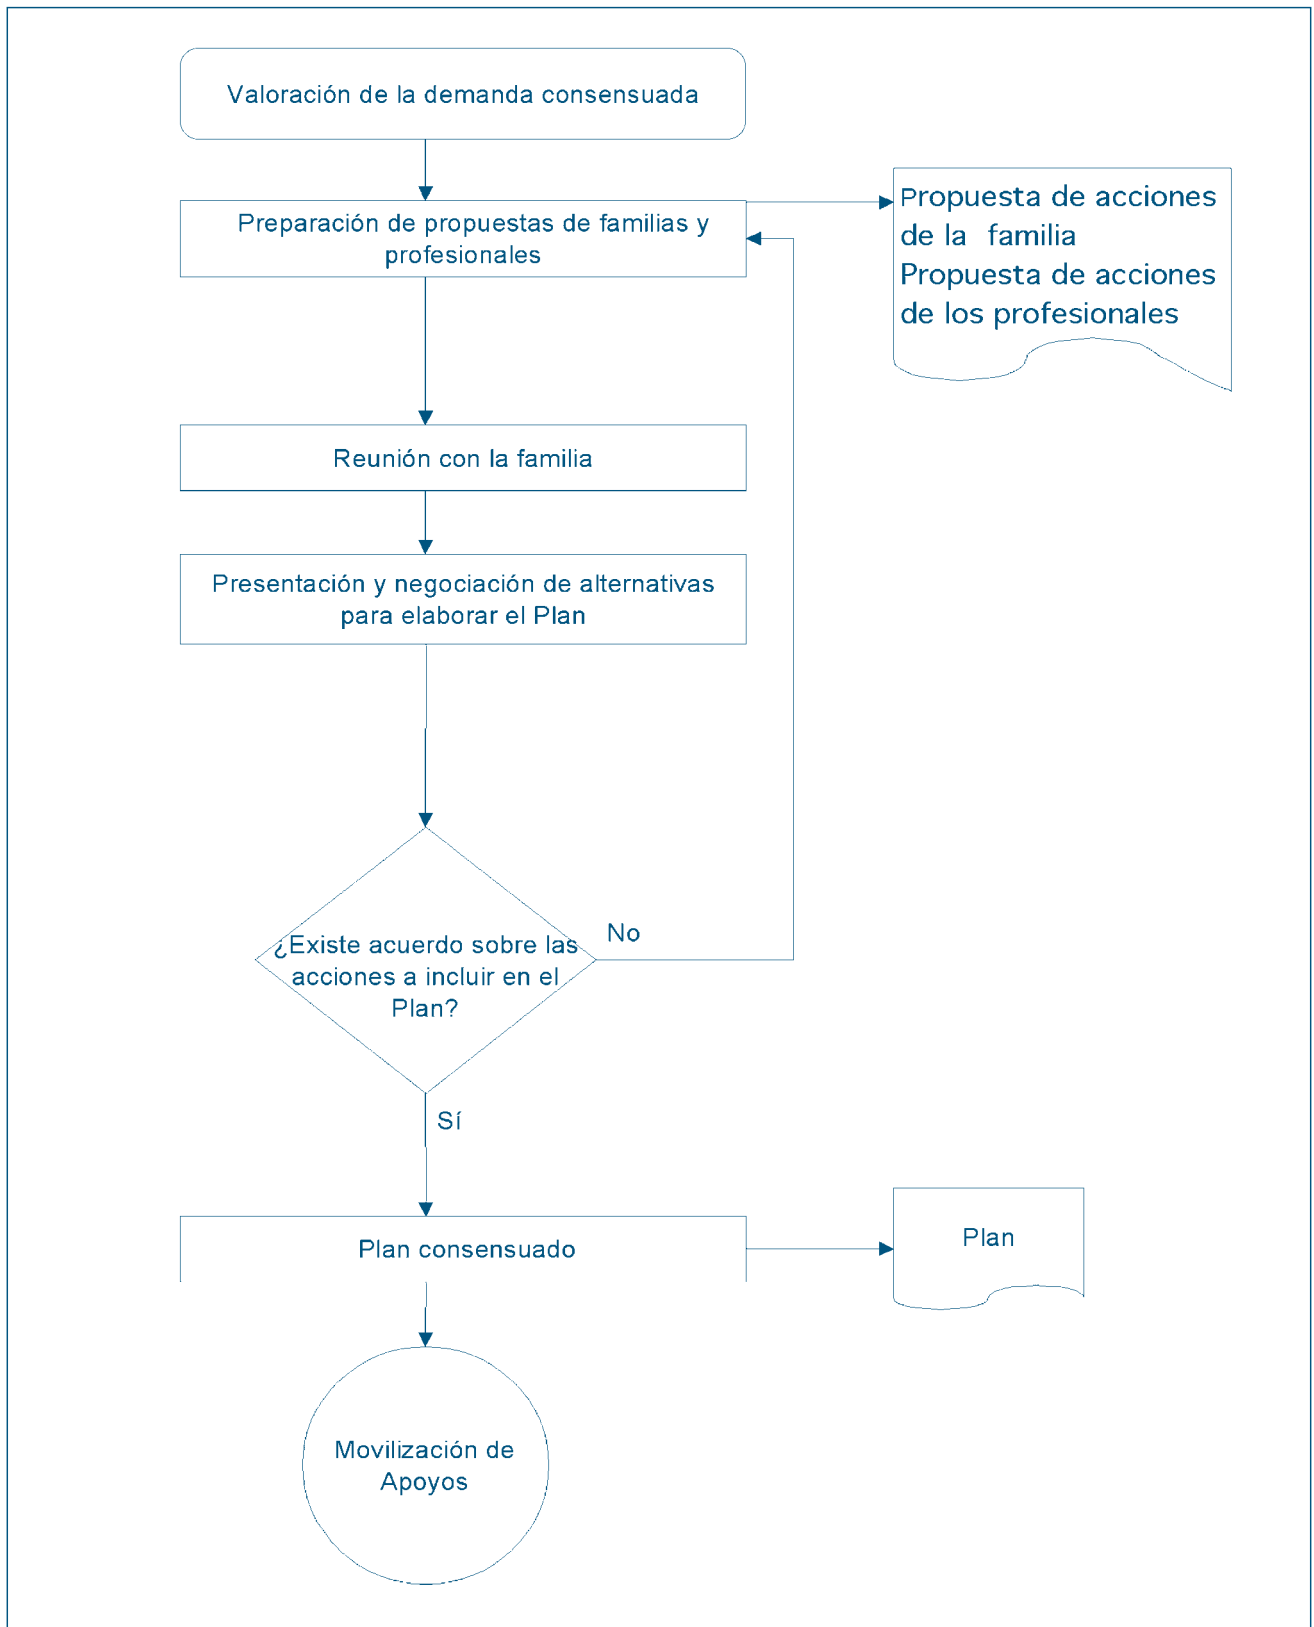 Valoración de la demanda consensuada
Preparación de propuestas de familias y
profesionales
Propuesta de acciones
de la familia
Propuesta de acciones
de los profesionales
Reunión con la familia
Presentación y negociación de alternativas
para elaborar el Plan
¿Existe acuerdo sobre las
acciones a incluir en el
Plan?
No
Sí
Plan consensuado
Plan
Movilización de
Apoyos